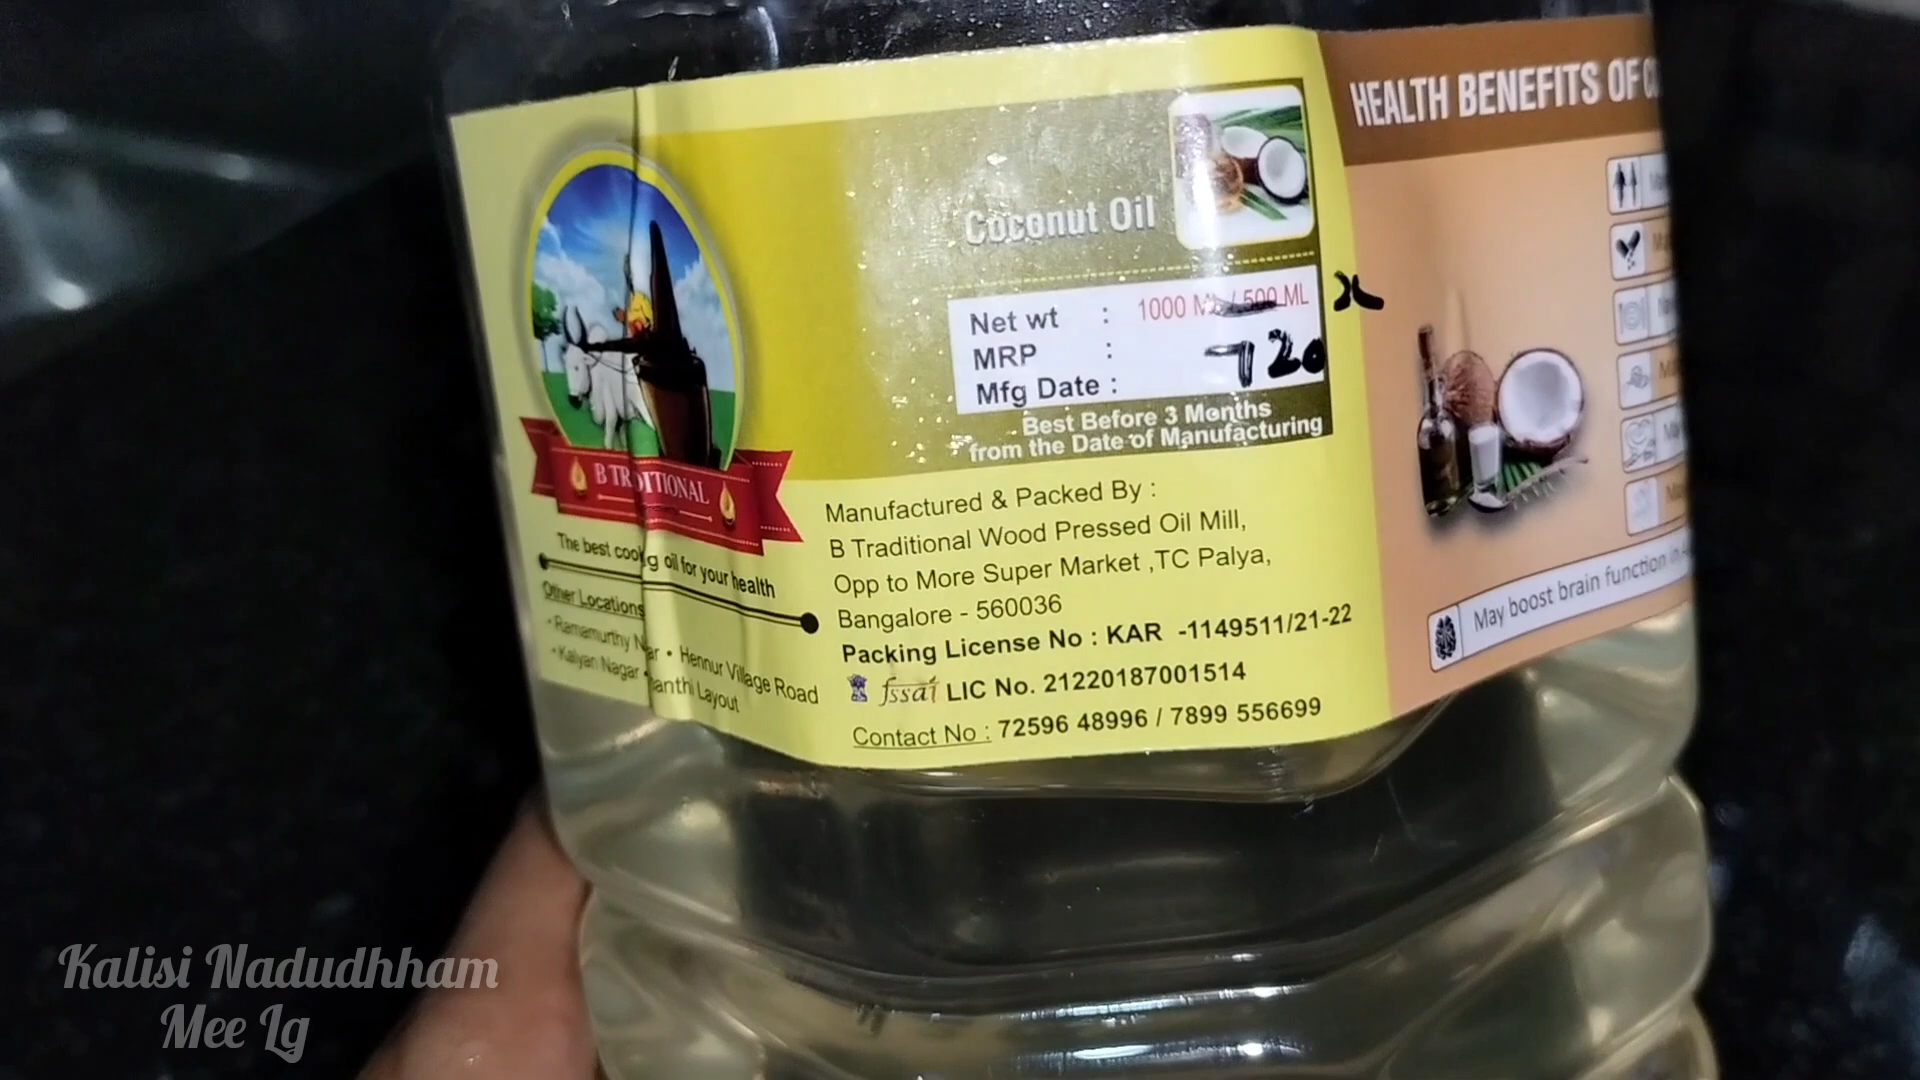 B TRADITIONAL
The best cooking oil for your health
Other Locations
• Ramamurthy Nagar • Hennur Village Road
• Kalyan Nagar • Layout
Coconut Oil
Net wt : 1000 ML / 500 ML
MRP : 720
Mfg Date :
Best Before 3 Months
from the Date of Manufacturing
Manufactured & Packed By :
B Traditional Wood Pressed Oil Mill,
Opp to More Super Market ,TC Palya,
Bangalore - 560036
Packing License No : KAR -1149511/21-22
fssai LIC No. 21220187001514
Contact No : 72596 48996 / 7899 556699
HEALTH BENEFITS OF
May boost brain function in
Kalisi Nadudhham
Mee Lg